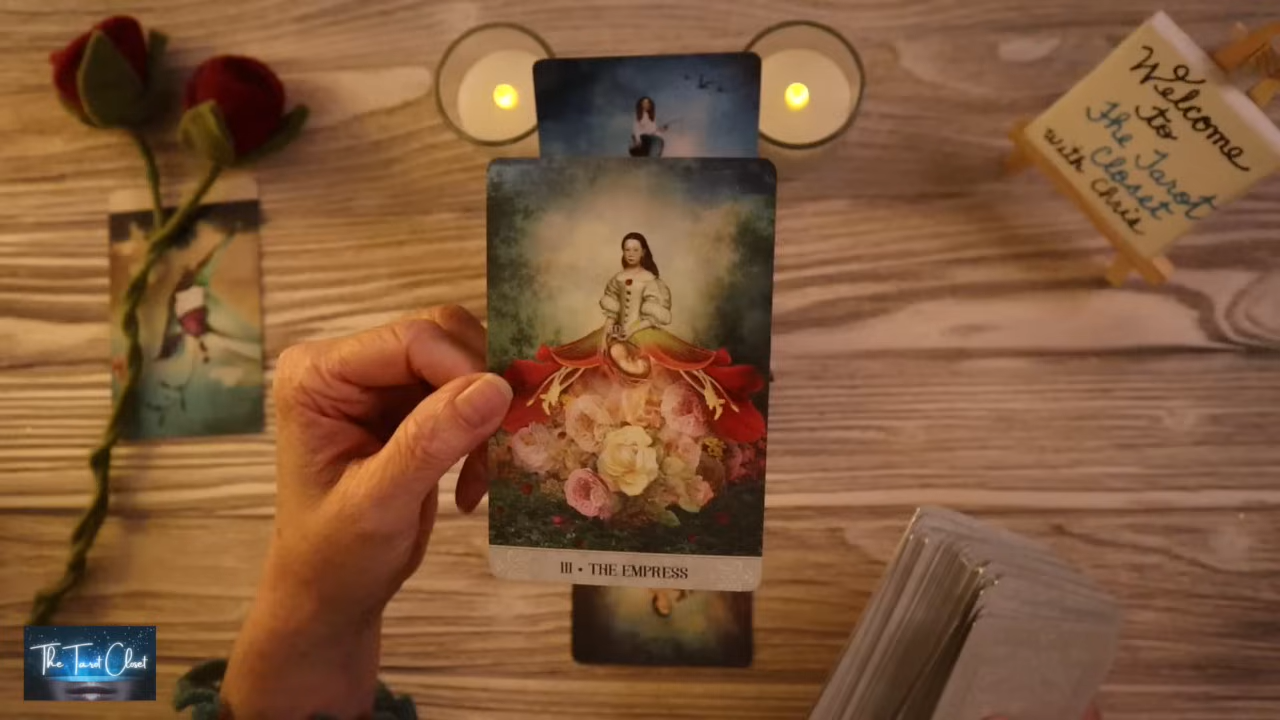 Welcome
to
The Tarot
Closet
with Chris
III • THE EMPRESS
The Tarot Closet